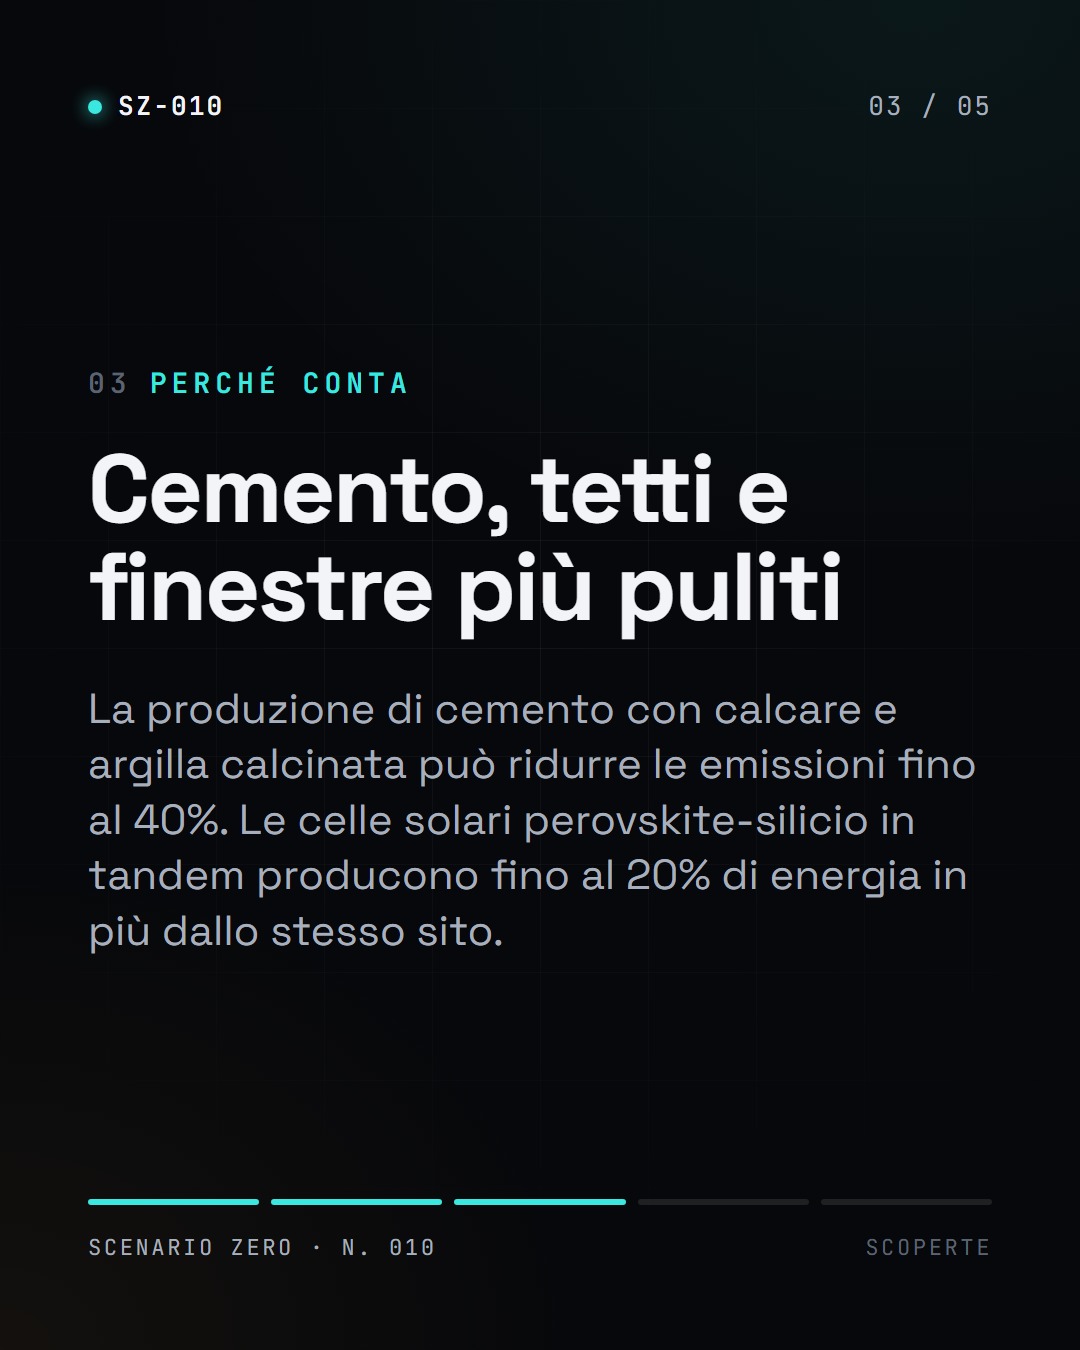 SZ-010
03 / 05
03 PERCHÉ CONTA
Cemento, tetti e
finestre più puliti
La produzione di cemento con calcare e
argilla calcinata può ridurre le emissioni fino
al 40%. Le celle solari perovskite-silicio in
tandem producono fino al 20% di energia in
più dallo stesso sito.
SCENARIO ZERO · N. 010
SCOPERTE